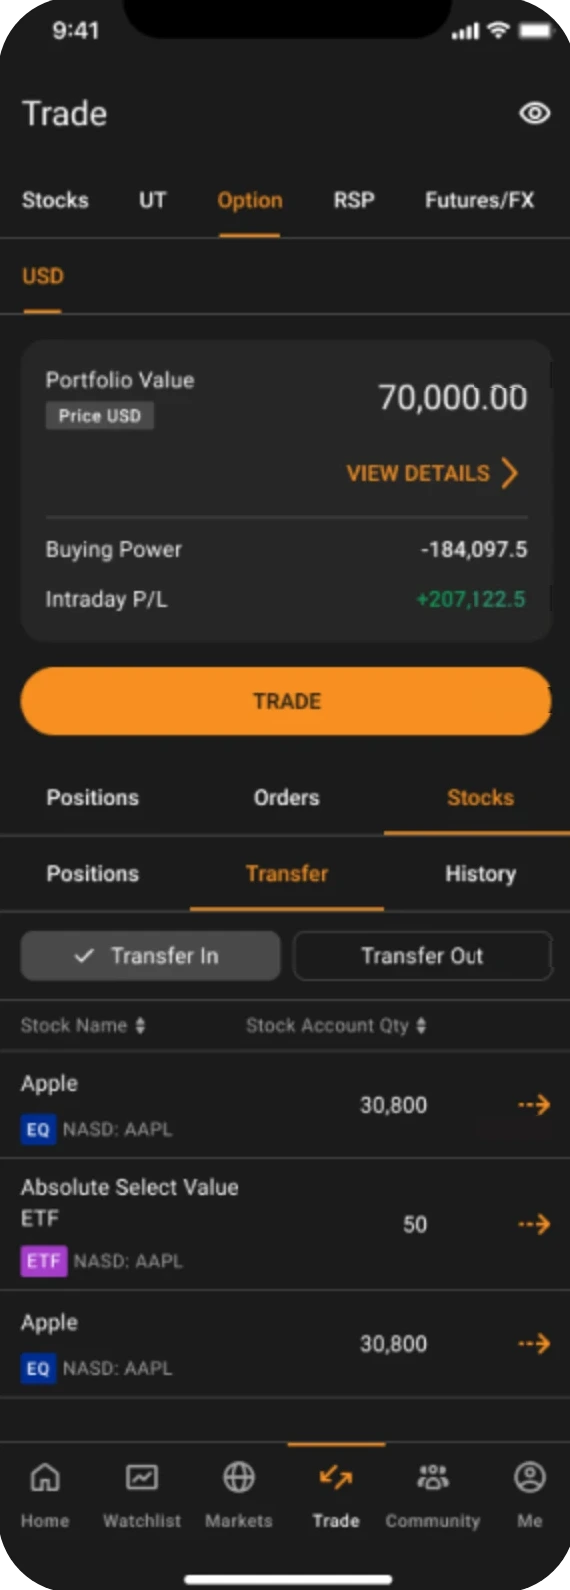 9:41
Trade
Stocks UT Option RSP Futures/FX
USD
Portfolio Value
70,000.00
Price USD
VIEW DETAILS
Buying Power -184,097.5
Intraday P/L +207,122.5
TRADE
Positions Orders Stocks
Positions Transfer History
Transfer In Transfer Out
Stock Name Stock Account Qty
Apple
30,800
EQ NASD: AAPL
Absolute Select Value
ETF
50
ETF NASD: AAPL
Apple
30,800
EQ NASD: AAPL
Home Watchlist Markets Trade Community Me